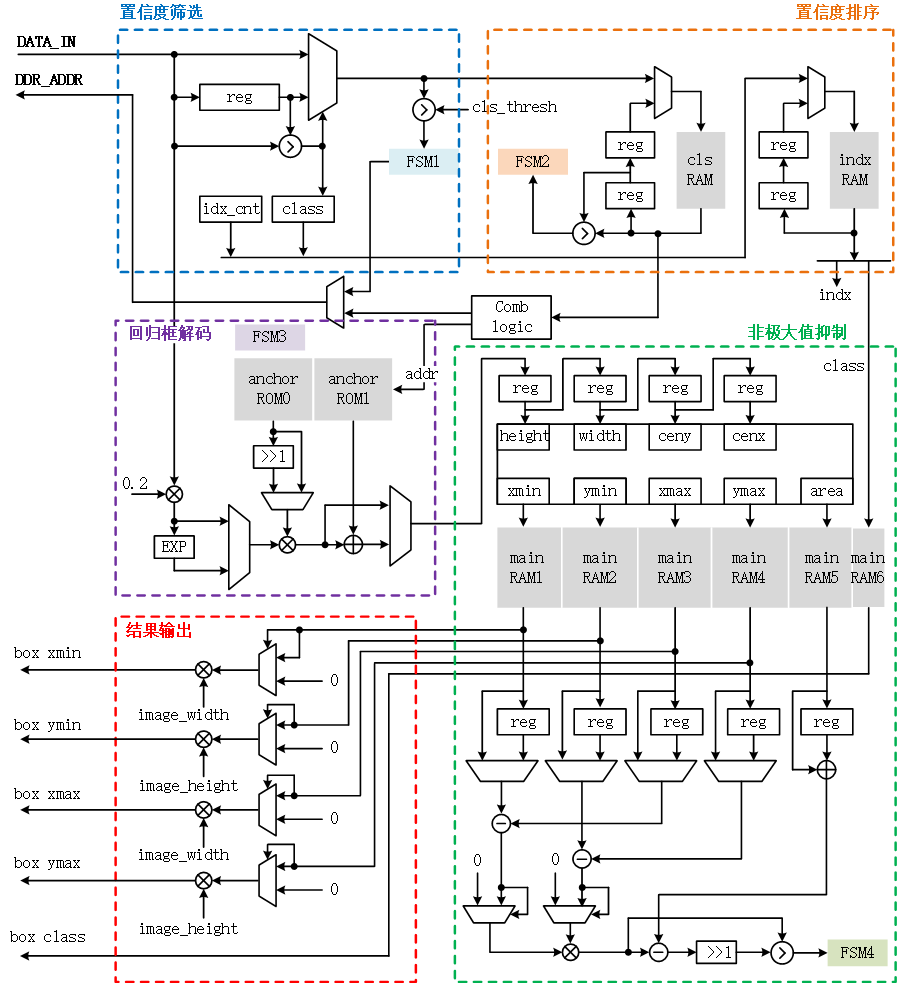 置信度筛选
置信度排序
DATA_IN
DDR_ADDR
reg
cls_thresh
FSM1
FSM2
reg
reg
cls
RAM
reg
reg
indx
RAM
idx_cnt
class
indx
Comb
logic
回归框解码
FSM3
非极大值抑制
class
addr
anchor
ROM0
anchor
ROM1
reg
reg
reg
reg
height
width
ceny
cenx
>>1
0.2
xmin
ymin
xmax
ymax
area
EXP
main
RAM1
main
RAM2
main
RAM3
main
RAM4
main
RAM5
main
RAM6
结果输出
box xmin
0
image_width
box ymin
0
image_height
box xmax
0
image_width
box ymax
0
image_height
box class
reg
reg
reg
reg
reg
0
0
>>1
FSM4